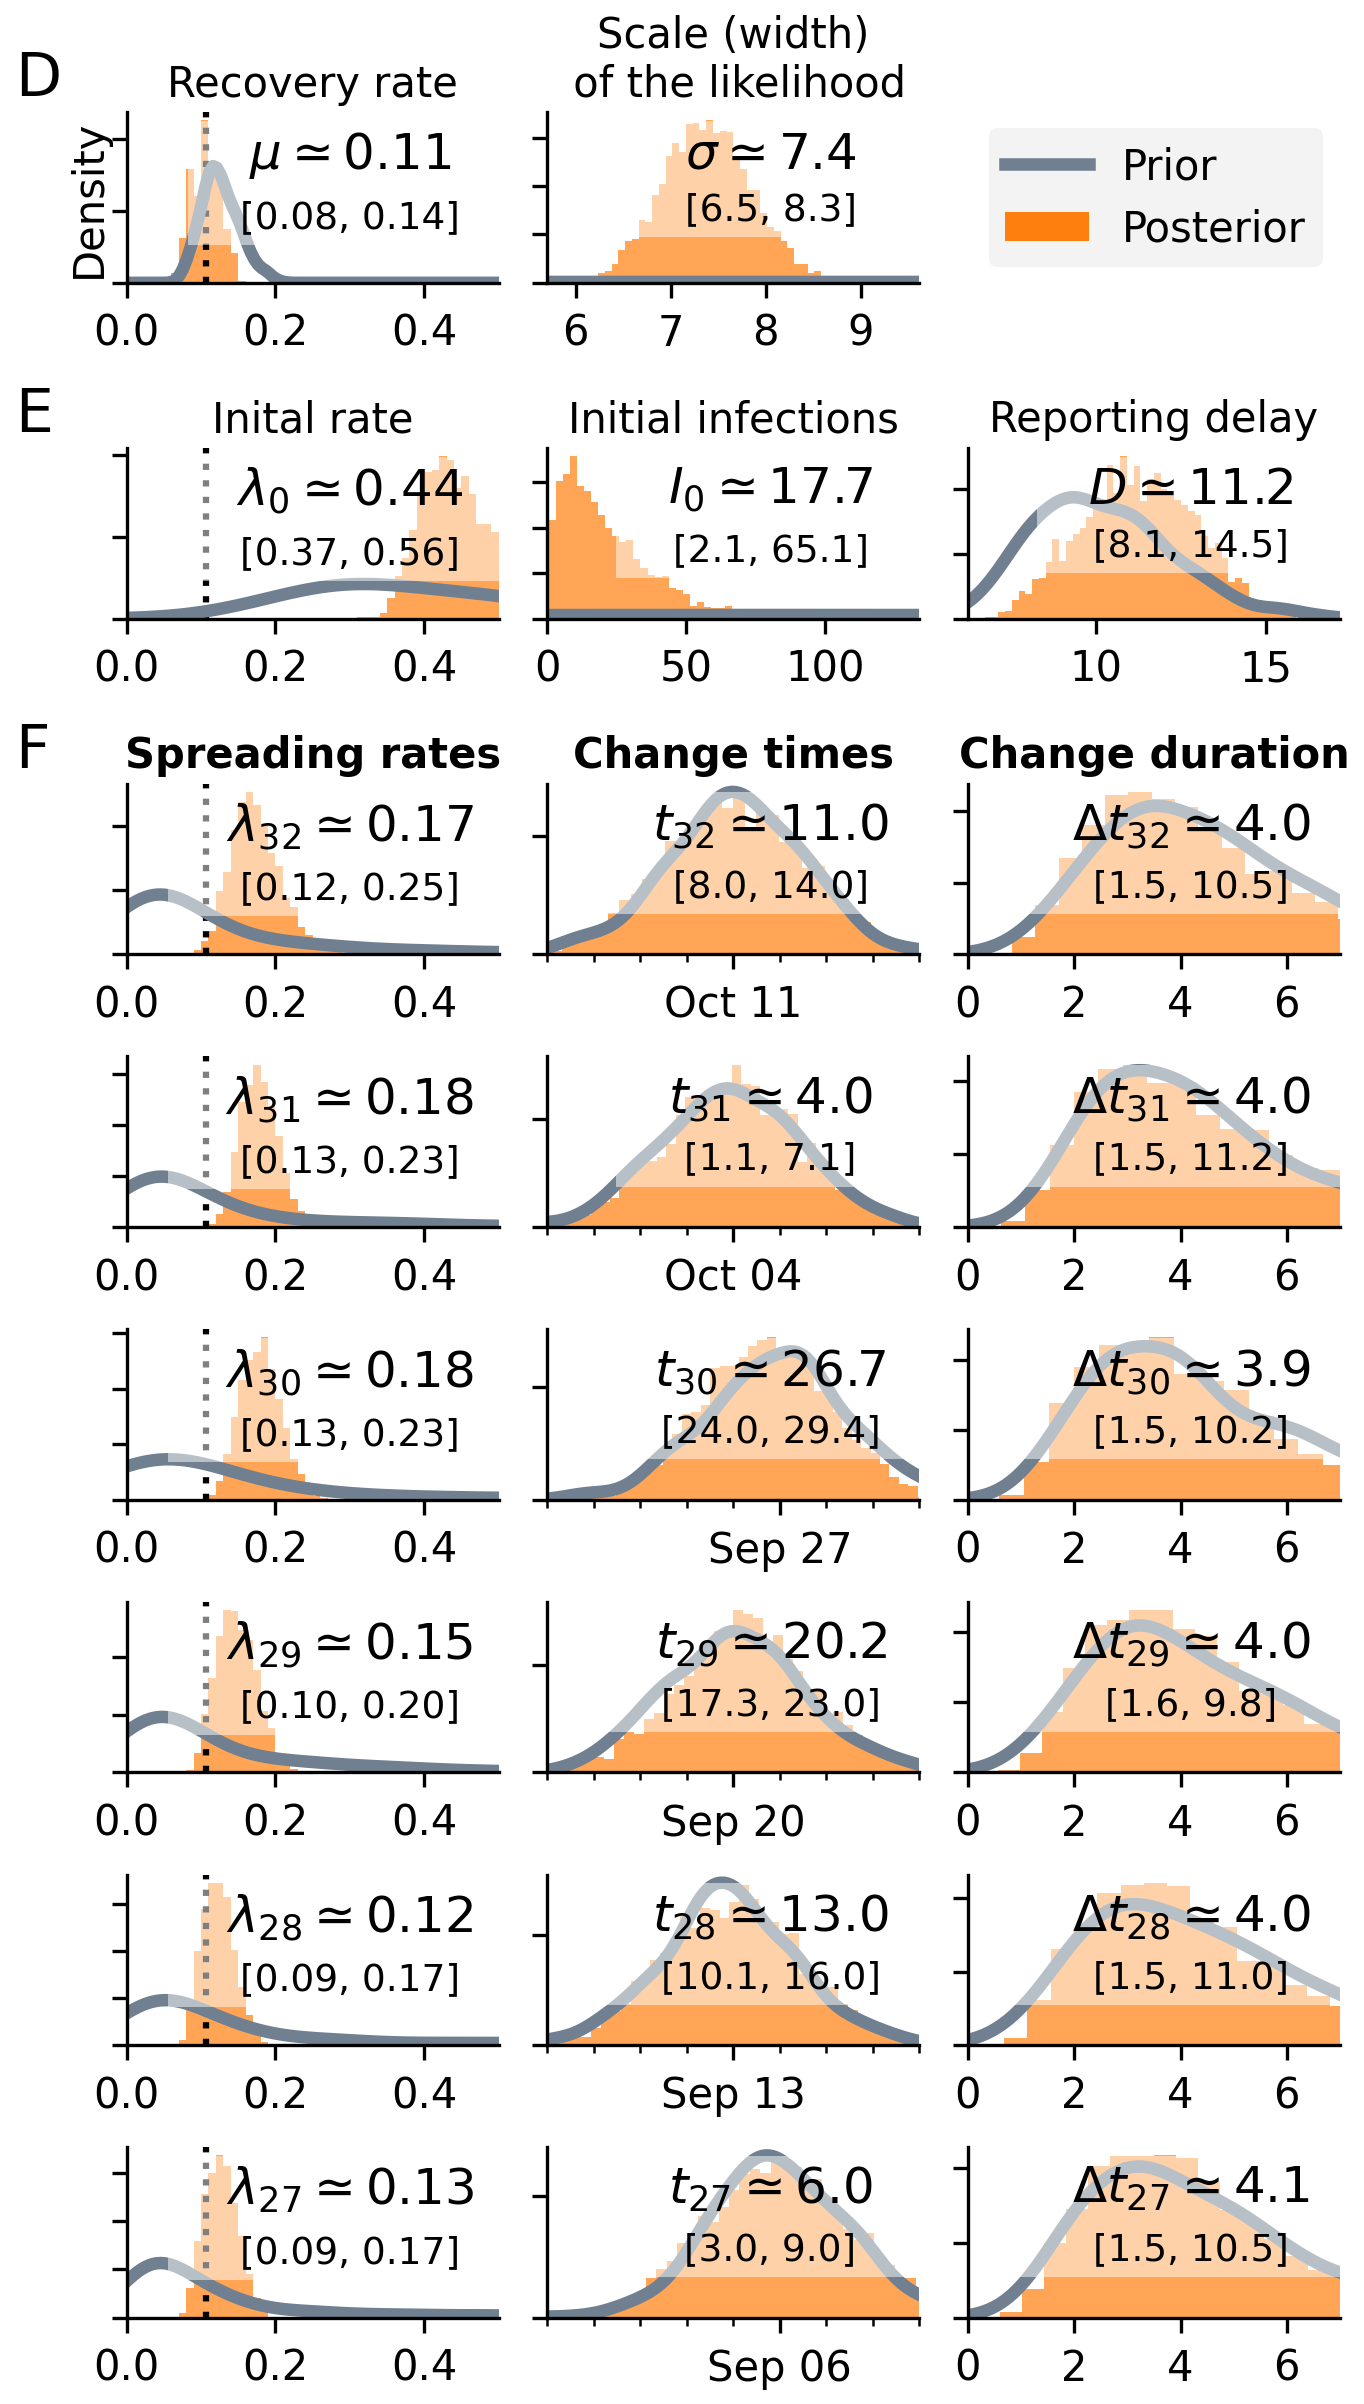 D
Recovery rate
Scale (width)
of the likelihood
Density
μ ≃ 0.11
[0.08, 0.14]
0.0 0.2 0.4
σ ≃ 7.4
[6.5, 8.3]
6 7 8 9
Prior
Posterior
E
Inital rate
λ0 ≃ 0.44
[0.37, 0.56]
0.0 0.2 0.4
Initial infections
I0 ≃ 17.7
[2.1, 65.1]
0 50 100
Reporting delay
D ≃ 11.2
[8.1, 14.5]
10 15
F
Spreading rates
Change times
Change duration
λ32 ≃ 0.17
[0.12, 0.25]
0.0 0.2 0.4
t32 ≃ 11.0
[8.0, 14.0]
Oct 11
Δt32 ≃ 4.0
[1.5, 10.5]
0 2 4 6
λ31 ≃ 0.18
[0.13, 0.23]
0.0 0.2 0.4
t31 ≃ 4.0
[1.1, 7.1]
Oct 04
Δt31 ≃ 4.0
[1.5, 11.2]
0 2 4 6
λ30 ≃ 0.18
[0.13, 0.23]
0.0 0.2 0.4
t30 ≃ 26.7
[24.0, 29.4]
Sep 27
Δt30 ≃ 3.9
[1.5, 10.2]
0 2 4 6
λ29 ≃ 0.15
[0.10, 0.20]
0.0 0.2 0.4
t29 ≃ 20.2
[17.3, 23.0]
Sep 20
Δt29 ≃ 4.0
[1.6, 9.8]
0 2 4 6
λ28 ≃ 0.12
[0.09, 0.17]
0.0 0.2 0.4
t28 ≃ 13.0
[10.1, 16.0]
Sep 13
Δt28 ≃ 4.0
[1.5, 11.0]
0 2 4 6
λ27 ≃ 0.13
[0.09, 0.17]
0.0 0.2 0.4
t27 ≃ 6.0
[3.0, 9.0]
Sep 06
Δt27 ≃ 4.1
[1.5, 10.5]
0 2 4 6